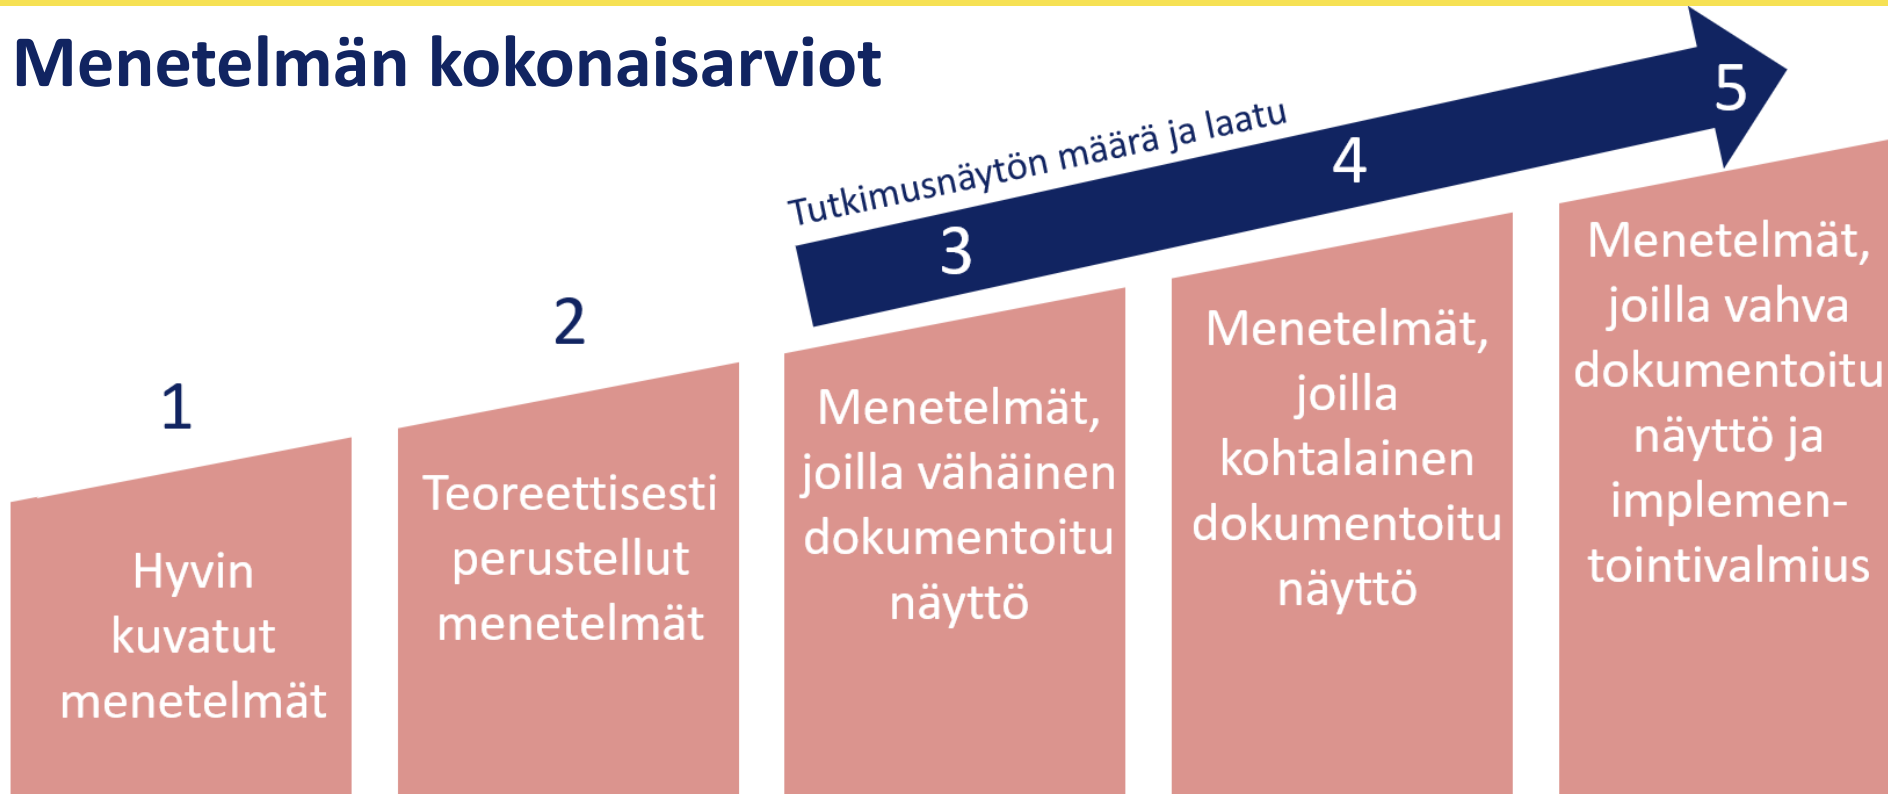 Menetelmän kokonaisarviot
Tutkimusnäytön määrä ja laatu
1
Hyvin
kuvatut
menetelmät
2
Teoreettisesti
perustellut
menetelmät
3
Menetelmät,
joilla vähäinen
dokumentoitu
näyttö
4
Menetelmät,
joilla
kohtalainen
dokumentoitu
näyttö
5
Menetelmät,
joilla vahva
dokumentoitu
näyttö ja
implemen-
tointivalmius